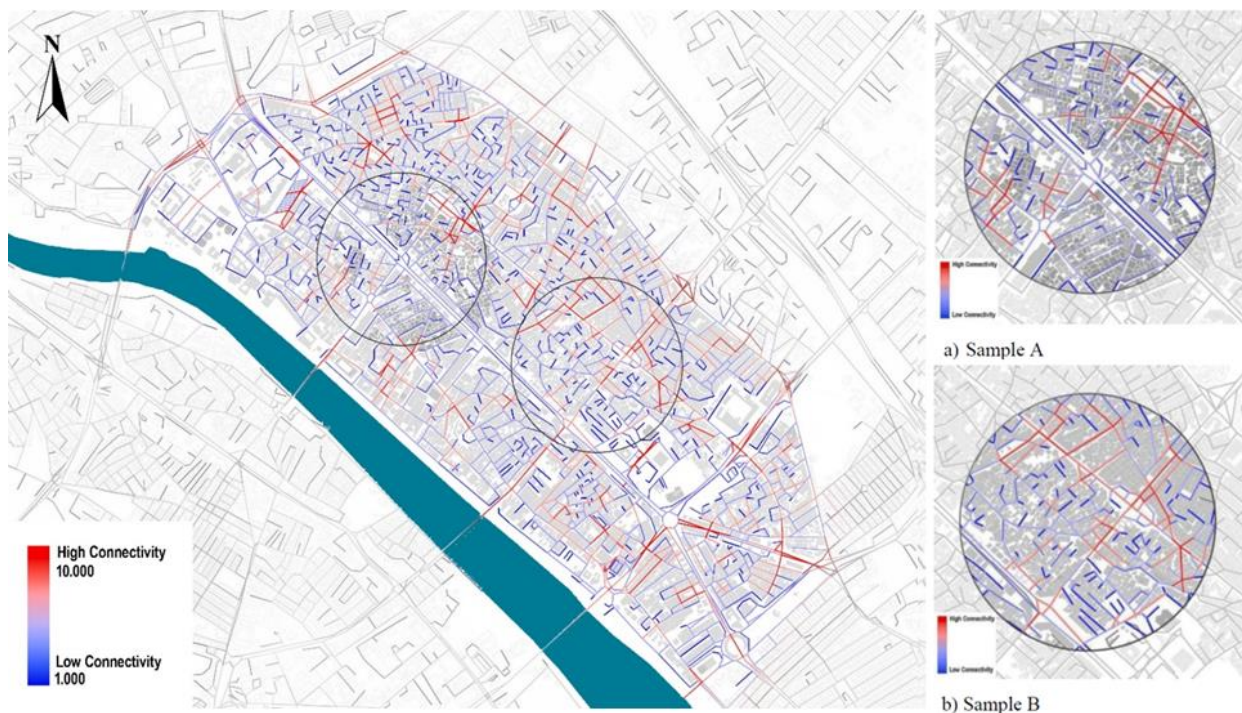 N
High Connectivity
10.000
Low Connectivity
1.000
High Connectivity
Low Connectivity
a) Sample A
High Connectivity
Low Connectivity
b) Sample B